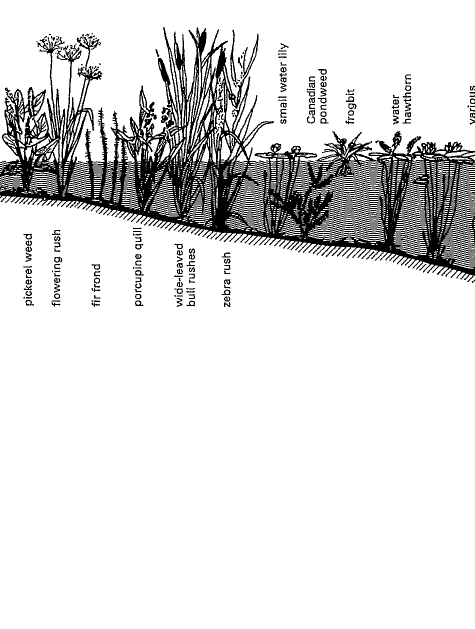 pickerel weed
flowering rush
fir frond
porcupine quill
wide-leaved
bull rushes
zebra rush
small water lily
Canadian
pondweed
frogbit
water
hawthorn
various